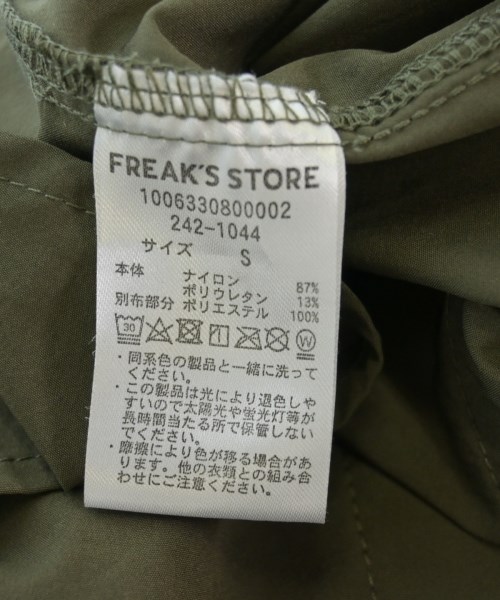 FREAK'S STORE
1006330800002
242-1044
サイズ S
本体 ナイロン 87%
ポリウレタン 13%
別布部分 ポリエステル 100%
30 W
・同系色の製品と一緒に洗って
ください。
・この製品は光により退色しや
すいので太陽光や蛍光灯等が
長時間当たる所で保管しない
でください。
・摩擦により色が移る場合があ
ります。他の衣類との組み合
わせにご注意ください。